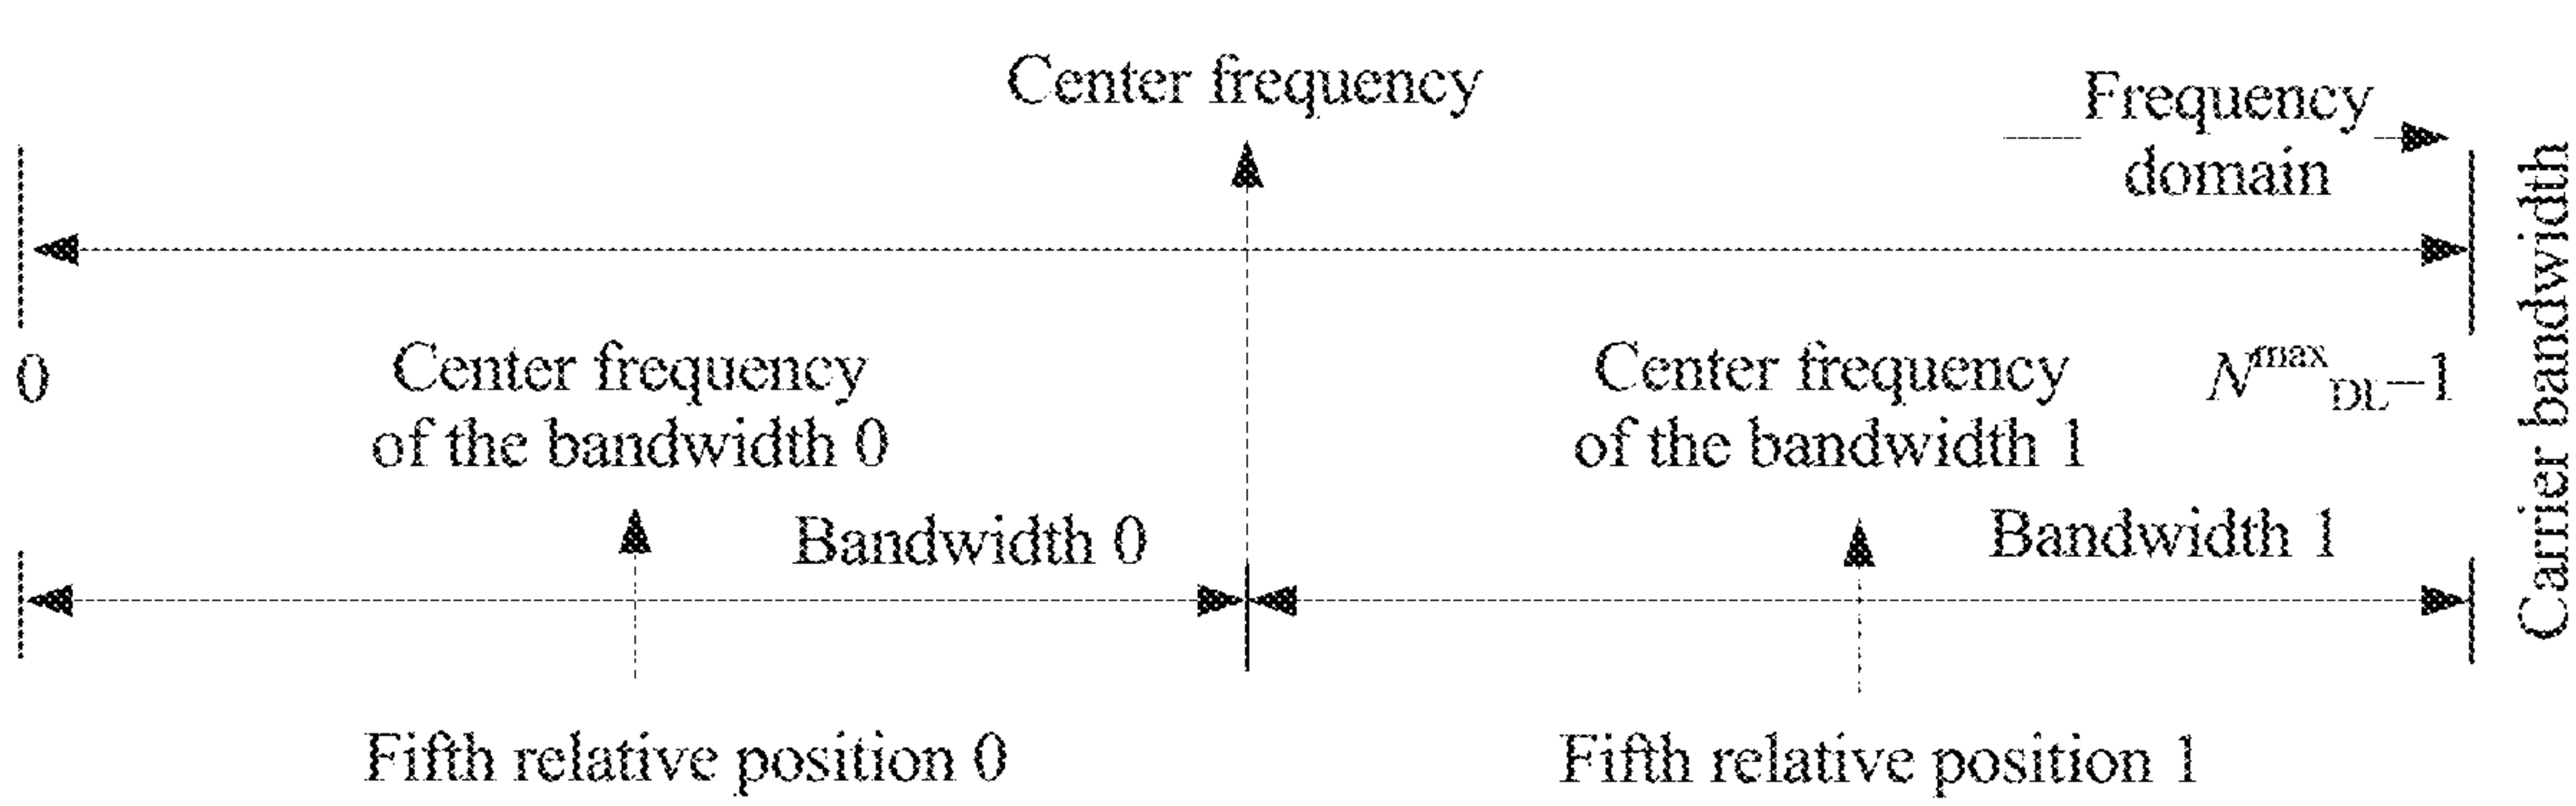 Center frequency
Frequency
domain
Carrier bandwidth
0
Center frequency
of the bandwidth 0
Center frequency
of the bandwidth 1
N^max_DL–1
Bandwidth 0
Bandwidth 1
Fifth relative position 0
Fifth relative position 1